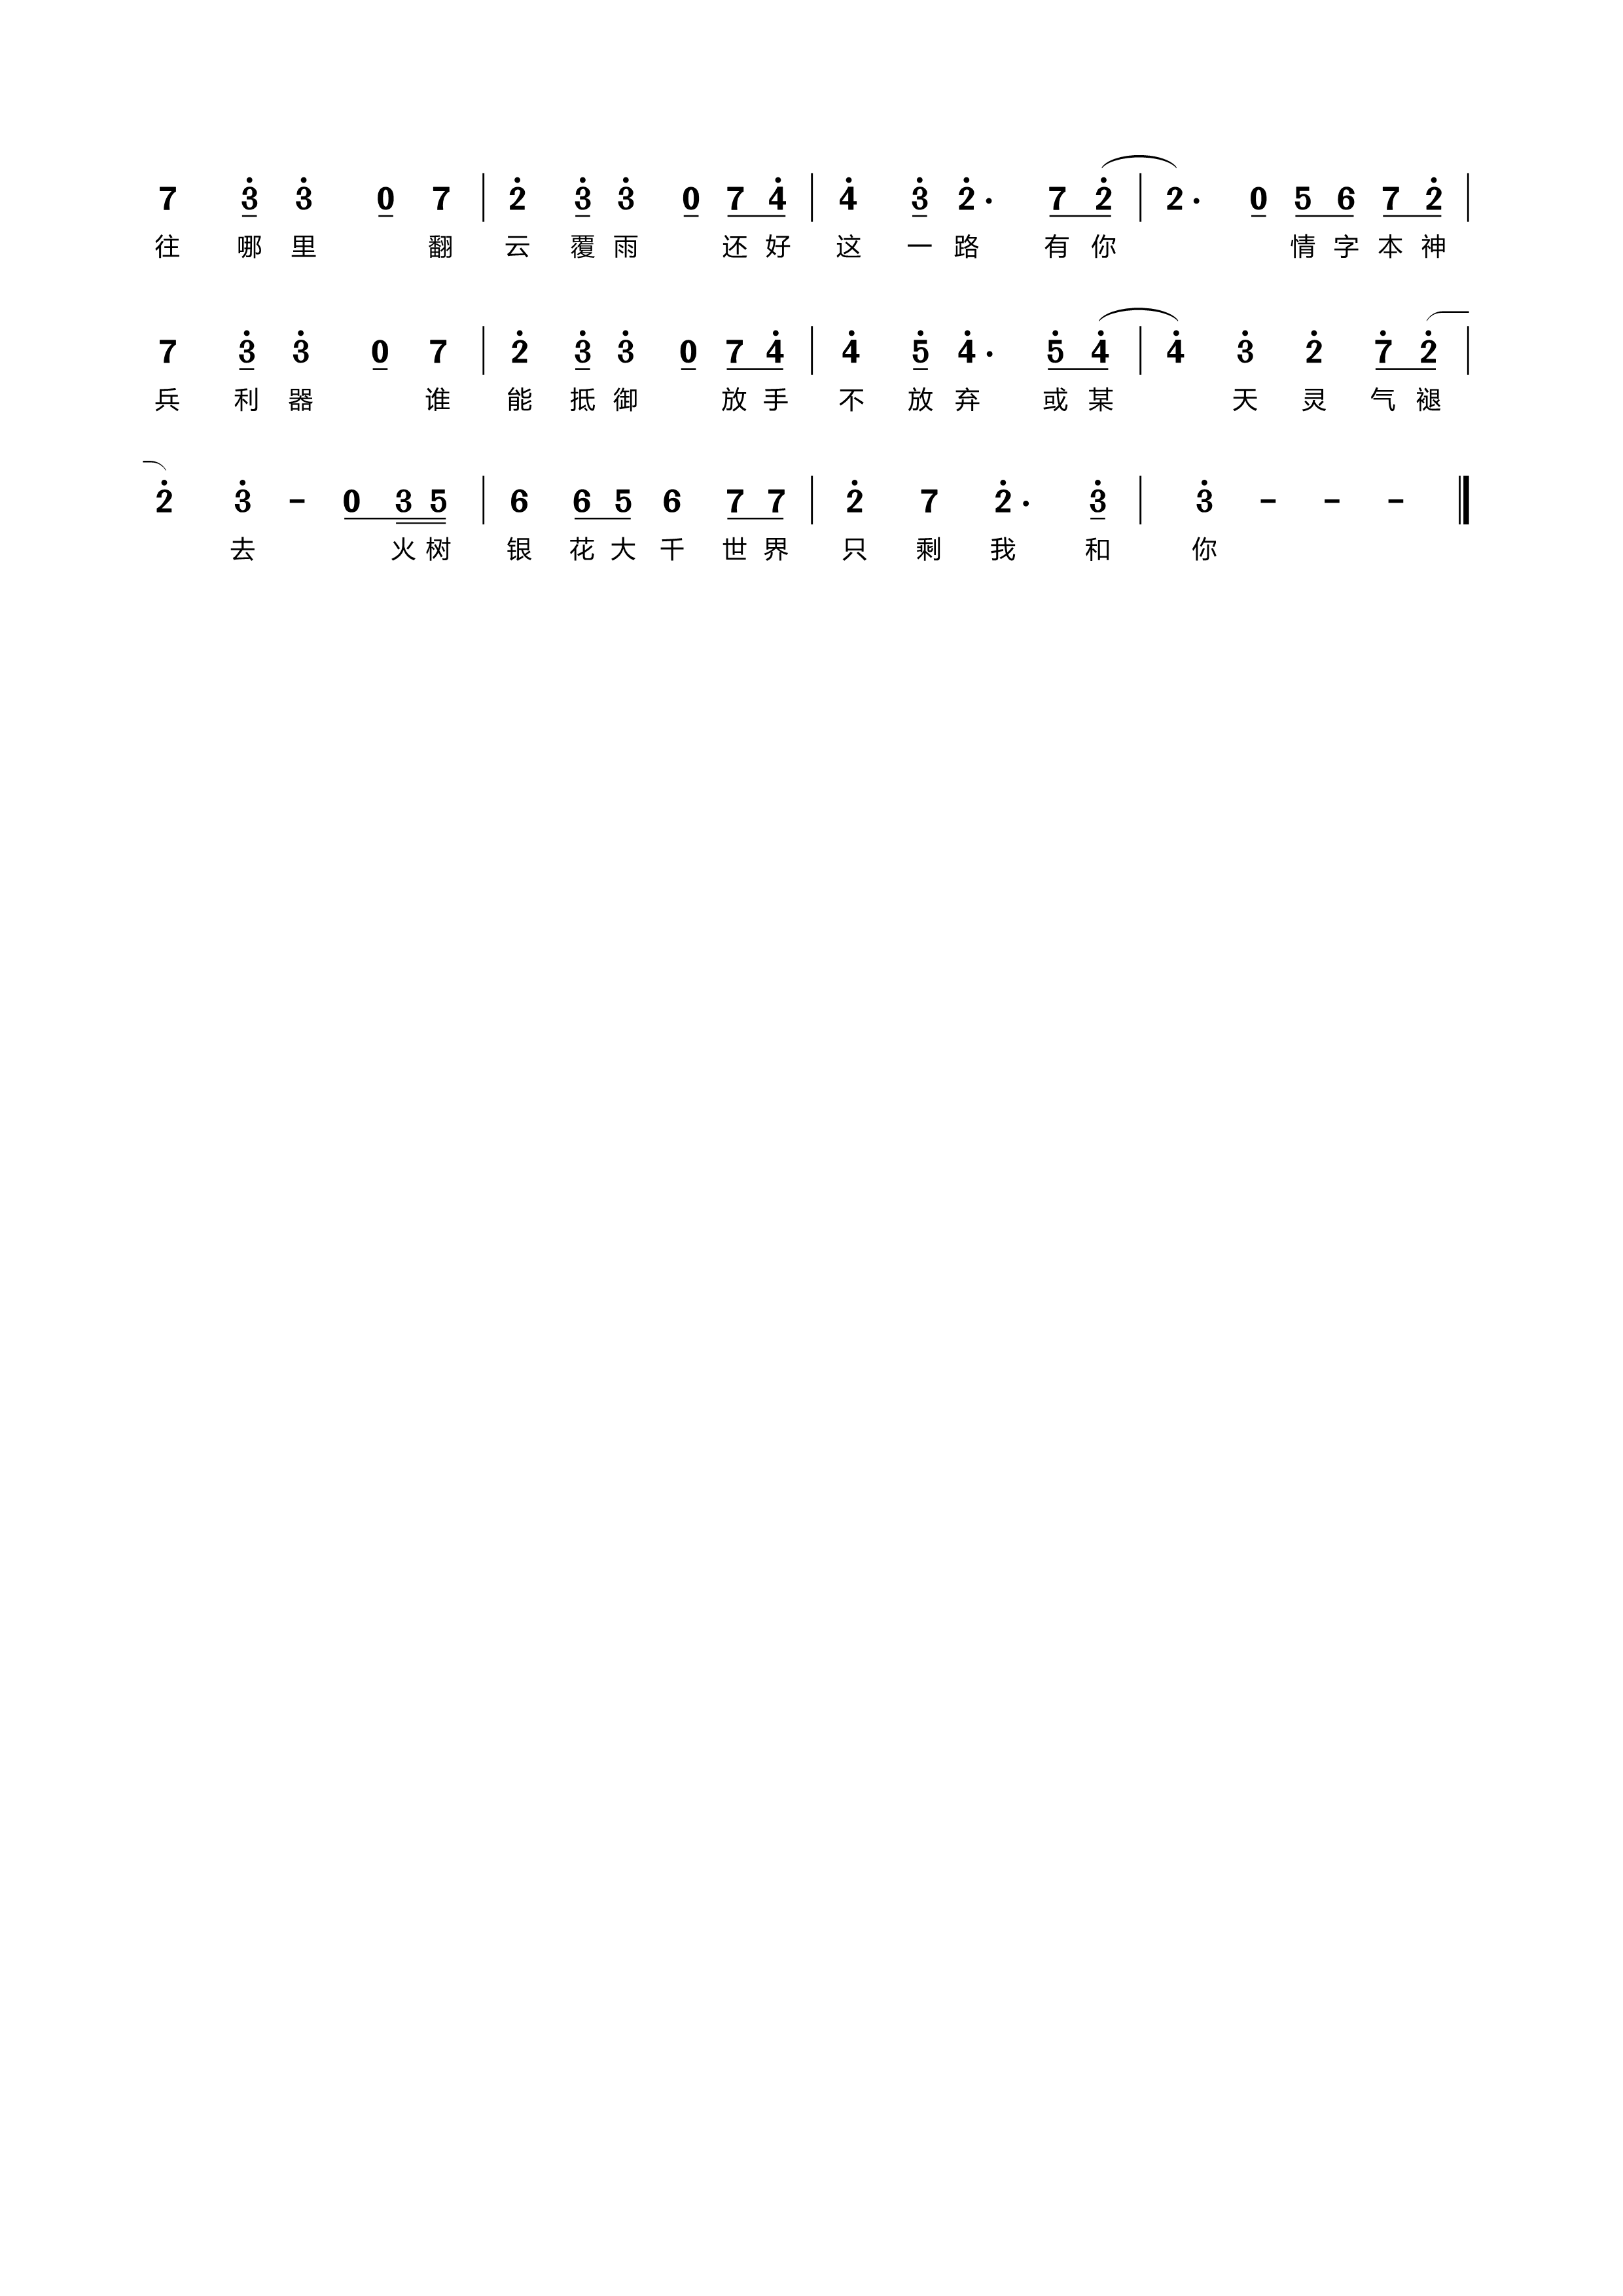 7 3̇ 3̇ 0 7 | 2̇ 3̇ 3̇ 0 7 4̇ | 4̇ 3̇ 2̇· 7 2̇ | 2̇· 0 5 6 7 2̇ |
往 哪 里 翻 云 覆 雨 还 好 这 一 路 有 你 情 字 本 神
7 3̇ 3̇ 0 7 | 2̇ 3̇ 3̇ 0 7 4̇ | 4̇ 5̇ 4̇· 5̇ 4̇ | 4̇ 3̇ 2̇ 7̇ 2̇ |
兵 利 器 谁 能 抵 御 放 手 不 放 弃 或 某 天 灵 气 褪
2̇ 3̇ – 0 3 5 | 6 6 5 6 7 7 | 2̇ 7 2̇· 3̇ | 3̇ – – – ‖
去 火 树 银 花 大 千 世 界 只 剩 我 和 你